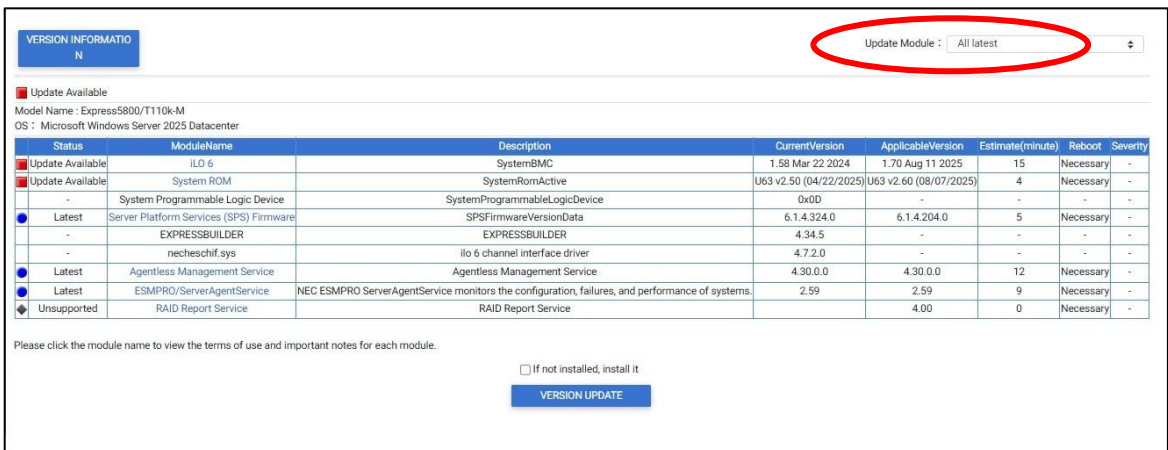 VERSION INFORMATIO
N
Update Module : All latest
Update Available
Model Name : Express5800/T110k-M
OS : Microsoft Windows Server 2025 Datacenter
Status ModuleName Description CurrentVersion ApplicableVersion Estimate(minute) Reboot Severity
Update Available iLO 6 SystemBMC 1.58 Mar 22 2024 1.70 Aug 11 2025 15 Necessary -
Update Available System ROM SystemRomActive U63 v2.50 (04/22/2025) U63 v2.60 (08/07/2025) 4 Necessary -
- System Programmable Logic Device SystemProgrammableLogicDevice 0x0D - - - -
Latest Server Platform Services (SPS) Firmware SPSFirmwareVersionData 6.1.4.324.0 6.1.4.204.0 5 Necessary -
- EXPRESSBUILDER EXPRESSBUILDER 4.34.5 - - - -
- necheschif.sys ilo 6 channel interface driver 4.7.2.0 - - - -
Latest Agentless Management Service Agentless Management Service 4.30.0.0 4.30.0.0 12 Necessary -
Latest ESMPRO/ServerAgentService NEC ESMPRO ServerAgentService monitors the configuration, failures, and performance of systems. 2.59 2.59 9 Necessary -
Unsupported RAID Report Service RAID Report Service 4.00 0 Necessary -
Please click the module name to view the terms of use and important notes for each module.
If not installed, install it
VERSION UPDATE